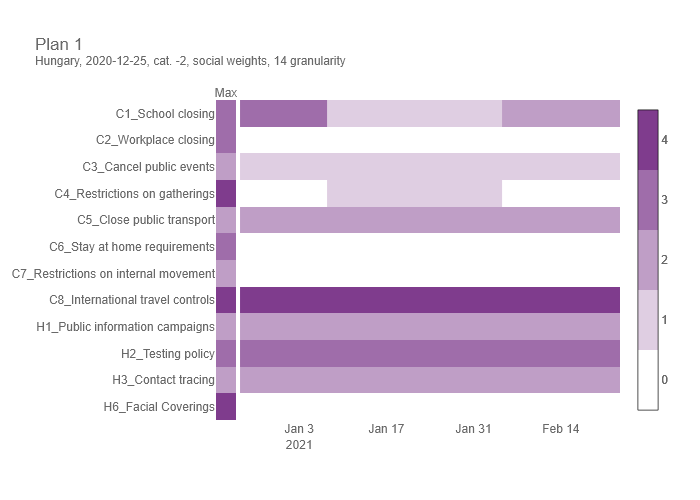 Plan 1
Hungary, 2020-12-25, cat. -2, social weights, 14 granularity
Max
C1_School closing
C2_Workplace closing
C3_Cancel public events
C4_Restrictions on gatherings
C5_Close public transport
C6_Stay at home requirements
C7_Restrictions on internal movement
C8_International travel controls
H1_Public information campaigns
H2_Testing policy
H3_Contact tracing
H6_Facial Coverings
Jan 3 Jan 17 Jan 31 Feb 14
2021
4
3
2
1
0